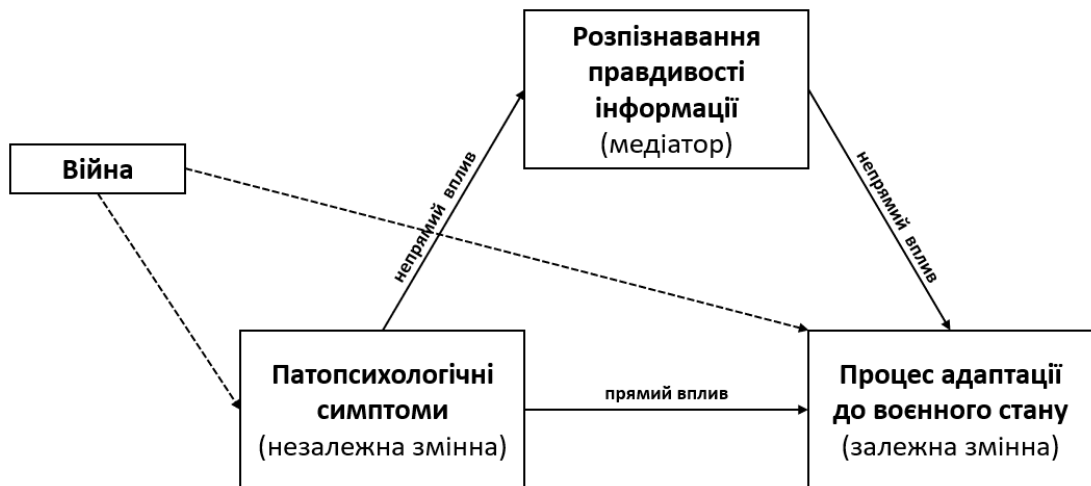 Розпізнавання
правдивості
інформації
(медіатор)
Війна
непрямий вплив
непрямий вплив
Патопсихологічні
симптоми
(незалежна змінна)
прямий вплив
Процес адаптації
до воєнного стану
(залежна змінна)